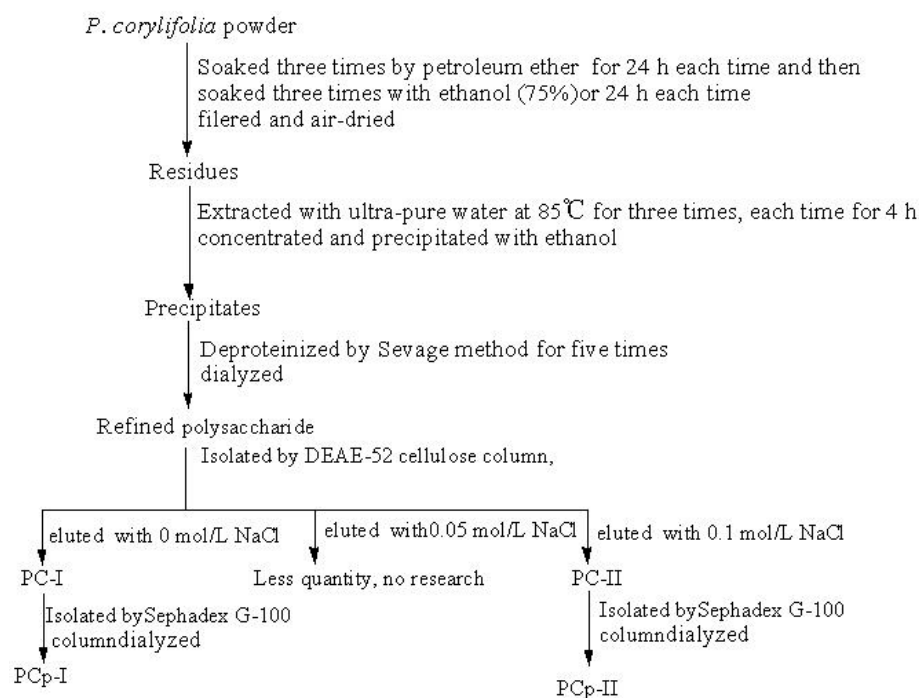 P. corylifolia powder
Soaked three times by petroleum ether for 24 h each time and then
soaked three times with ethanol (75%)or 24 h each time
filered and air-dried
Residues
Extracted with ultra-pure water at 85℃ for three times, each time for 4 h
concentrated and precipitated with ethanol
Precipitates
Deproteinized by Sevage method for five times
dialyzed
Refined polysaccharide
Isolated by DEAE-52 cellulose column,
eluted with 0 mol/L NaCl
eluted with0.05 mol/L NaCl
eluted with 0.1 mol/L NaCl
PC-I
Less quantity, no research
PC-II
Isolated bySephadex G-100
columndialyzed
Isolated bySephadex G-100
columndialyzed
PCp-I
PCp-II